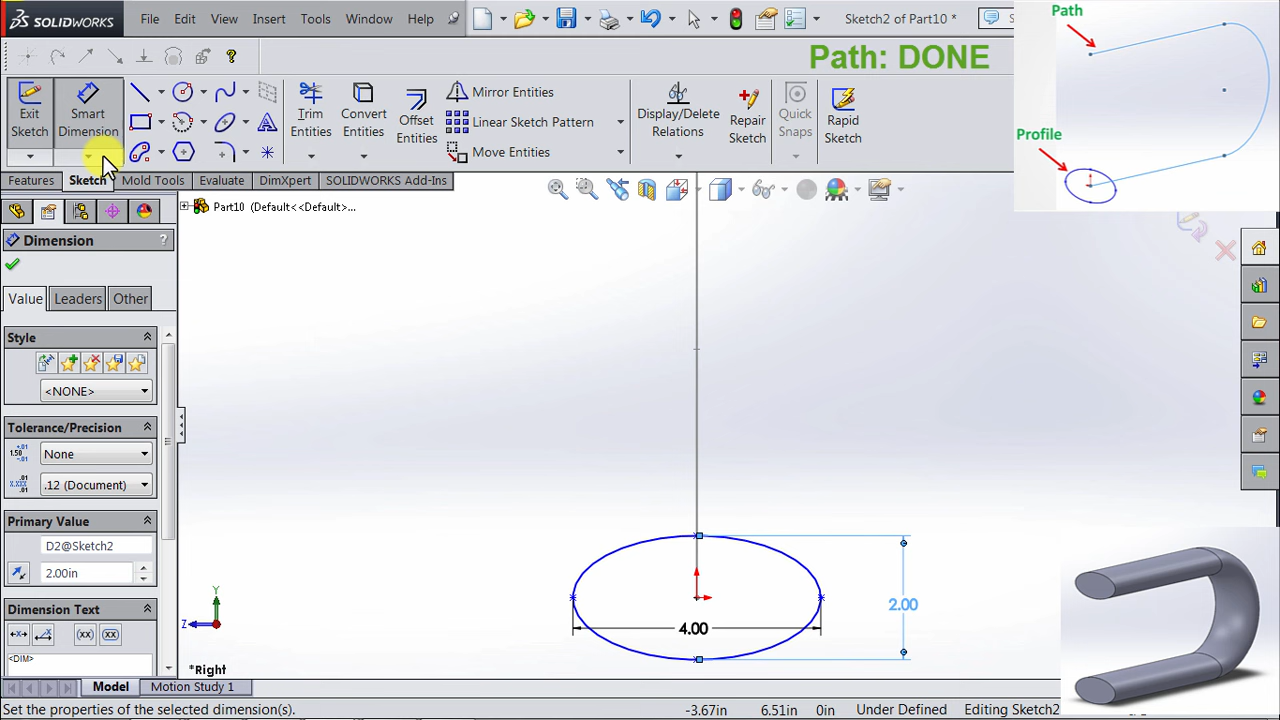 SOLIDWORKS File Edit View Insert Tools Window Help Sketch2 of Part10 *
Path: DONE
Path
Profile
Exit Sketch
Smart Dimension
Trim Entities
Convert Entities
Offset Entities
Mirror Entities
Linear Sketch Pattern
Move Entities
Display/Delete Relations
Repair Sketch
Quick Snaps
Rapid Sketch
Features Sketch Mold Tools Evaluate DimXpert SOLIDWORKS Add-Ins
Part10 (Default<<Default>...
Dimension ?
Value Leaders Other
Style
<NONE>
Tolerance/Precision
None
.12 (Document)
Primary Value
D2@Sketch2
2.00in
Dimension Text
<DIM>
2.00
4.00
Y
Z
*Right
Model Motion Study 1
Set the properties of the selected dimension(s). -3.67in 6.51in 0in Under Defined Editing Sketch2